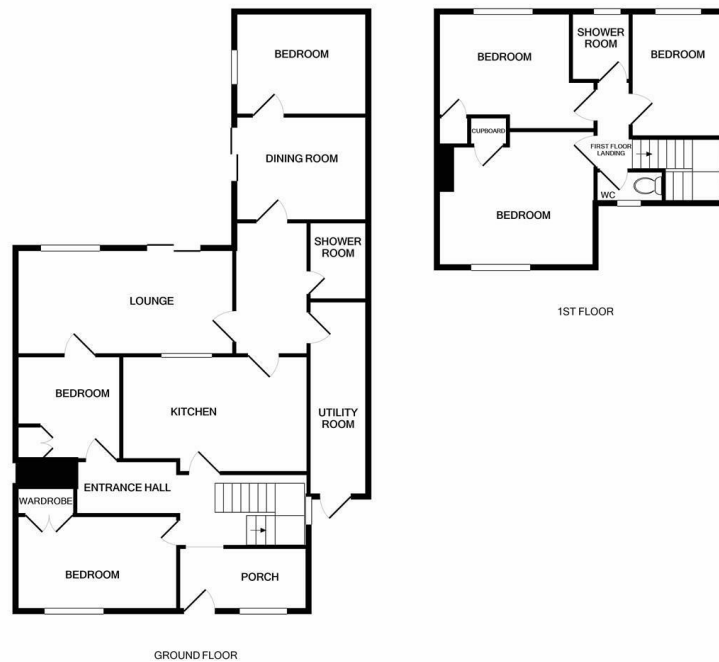 BEDROOM
DINING ROOM
SHOWER
ROOM
LOUNGE
BEDROOM
KITCHEN
UTILITY
ROOM
ENTRANCE HALL
WARDROBE
BEDROOM
PORCH
GROUND FLOOR
SHOWER
ROOM
BEDROOM
BEDROOM
CUPBOARD
FIRST FLOOR
LANDING
WC
BEDROOM
1ST FLOOR